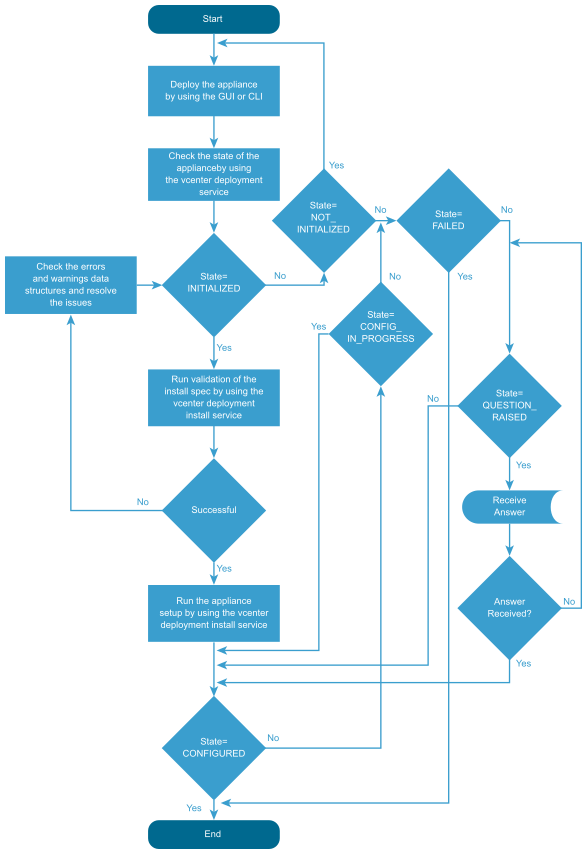 Start
Deploy the appliance
by using the GUI or CLI
Check the state of the
applianceby using
the vcenter deployment
service
Yes
State=
NOT_
INITIALIZED
No
State=
FAILED
No
Yes
Check the errors
and warnings data
structures and resolve
the issues
State=
INITIALIZED
No
Yes
No
State=
CONFIG_
IN_PROGRESS
Yes
Run validation of the
install spec by using the
vcenter deployment
install service
State=
QUESTION_
RAISED
No
Yes
Successful
No
Yes
Receive
Answer
Run the appliance
setup by using the vcenter
deployment install service
Answer
Received?
No
Yes
State=
CONFIGURED
No
Yes
End